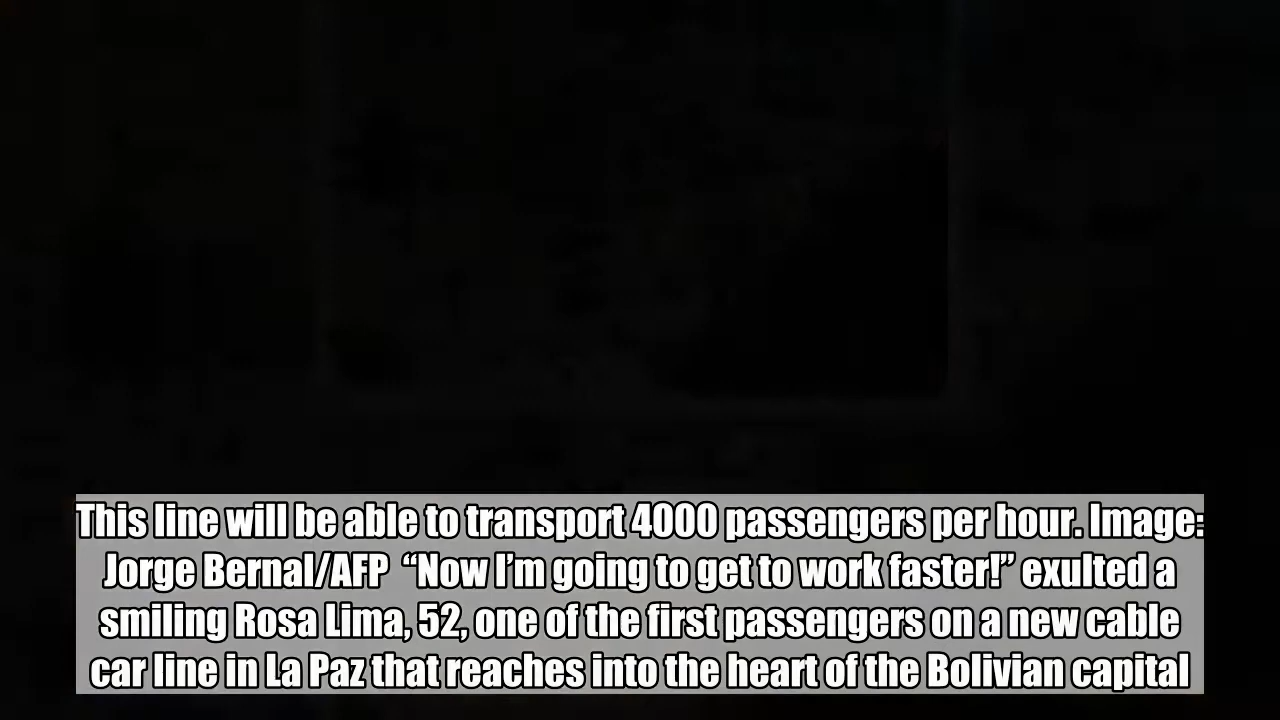 This line will be able to transport 4000 passengers per hour. Image:
Jorge Bernal/AFP  “Now I’m going to get to work faster!” exulted a
smiling Rosa Lima, 52, one of the first passengers on a new cable
car line in La Paz that reaches into the heart of the Bolivian capital